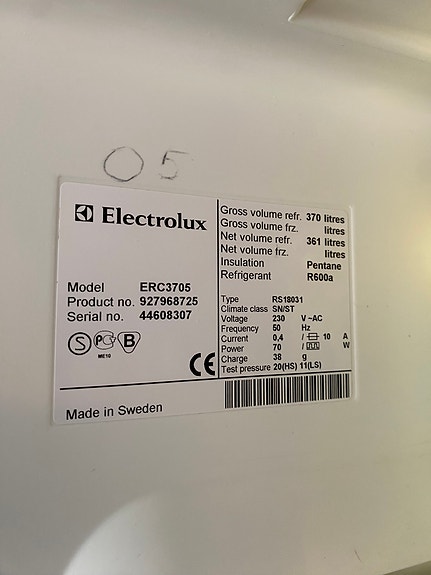 05
Electrolux
Model ERC3705
Product no. 927968725
Serial no. 44608307
S PC B
ME10
CE
Made in Sweden
Gross volume refr. 370 litres
Gross volume frz. litres
Net volume refr. 361 litres
Net volume frz. litres
Insulation Pentane
Refrigerant R600a
Type RS18031
Climate class SN/ST
Voltage 230 V ~AC
Frequency 50 Hz
Current 0,4 / 10 A
Power 70 / W
Charge 38 g
Test pressure 20(HS) 11(LS)